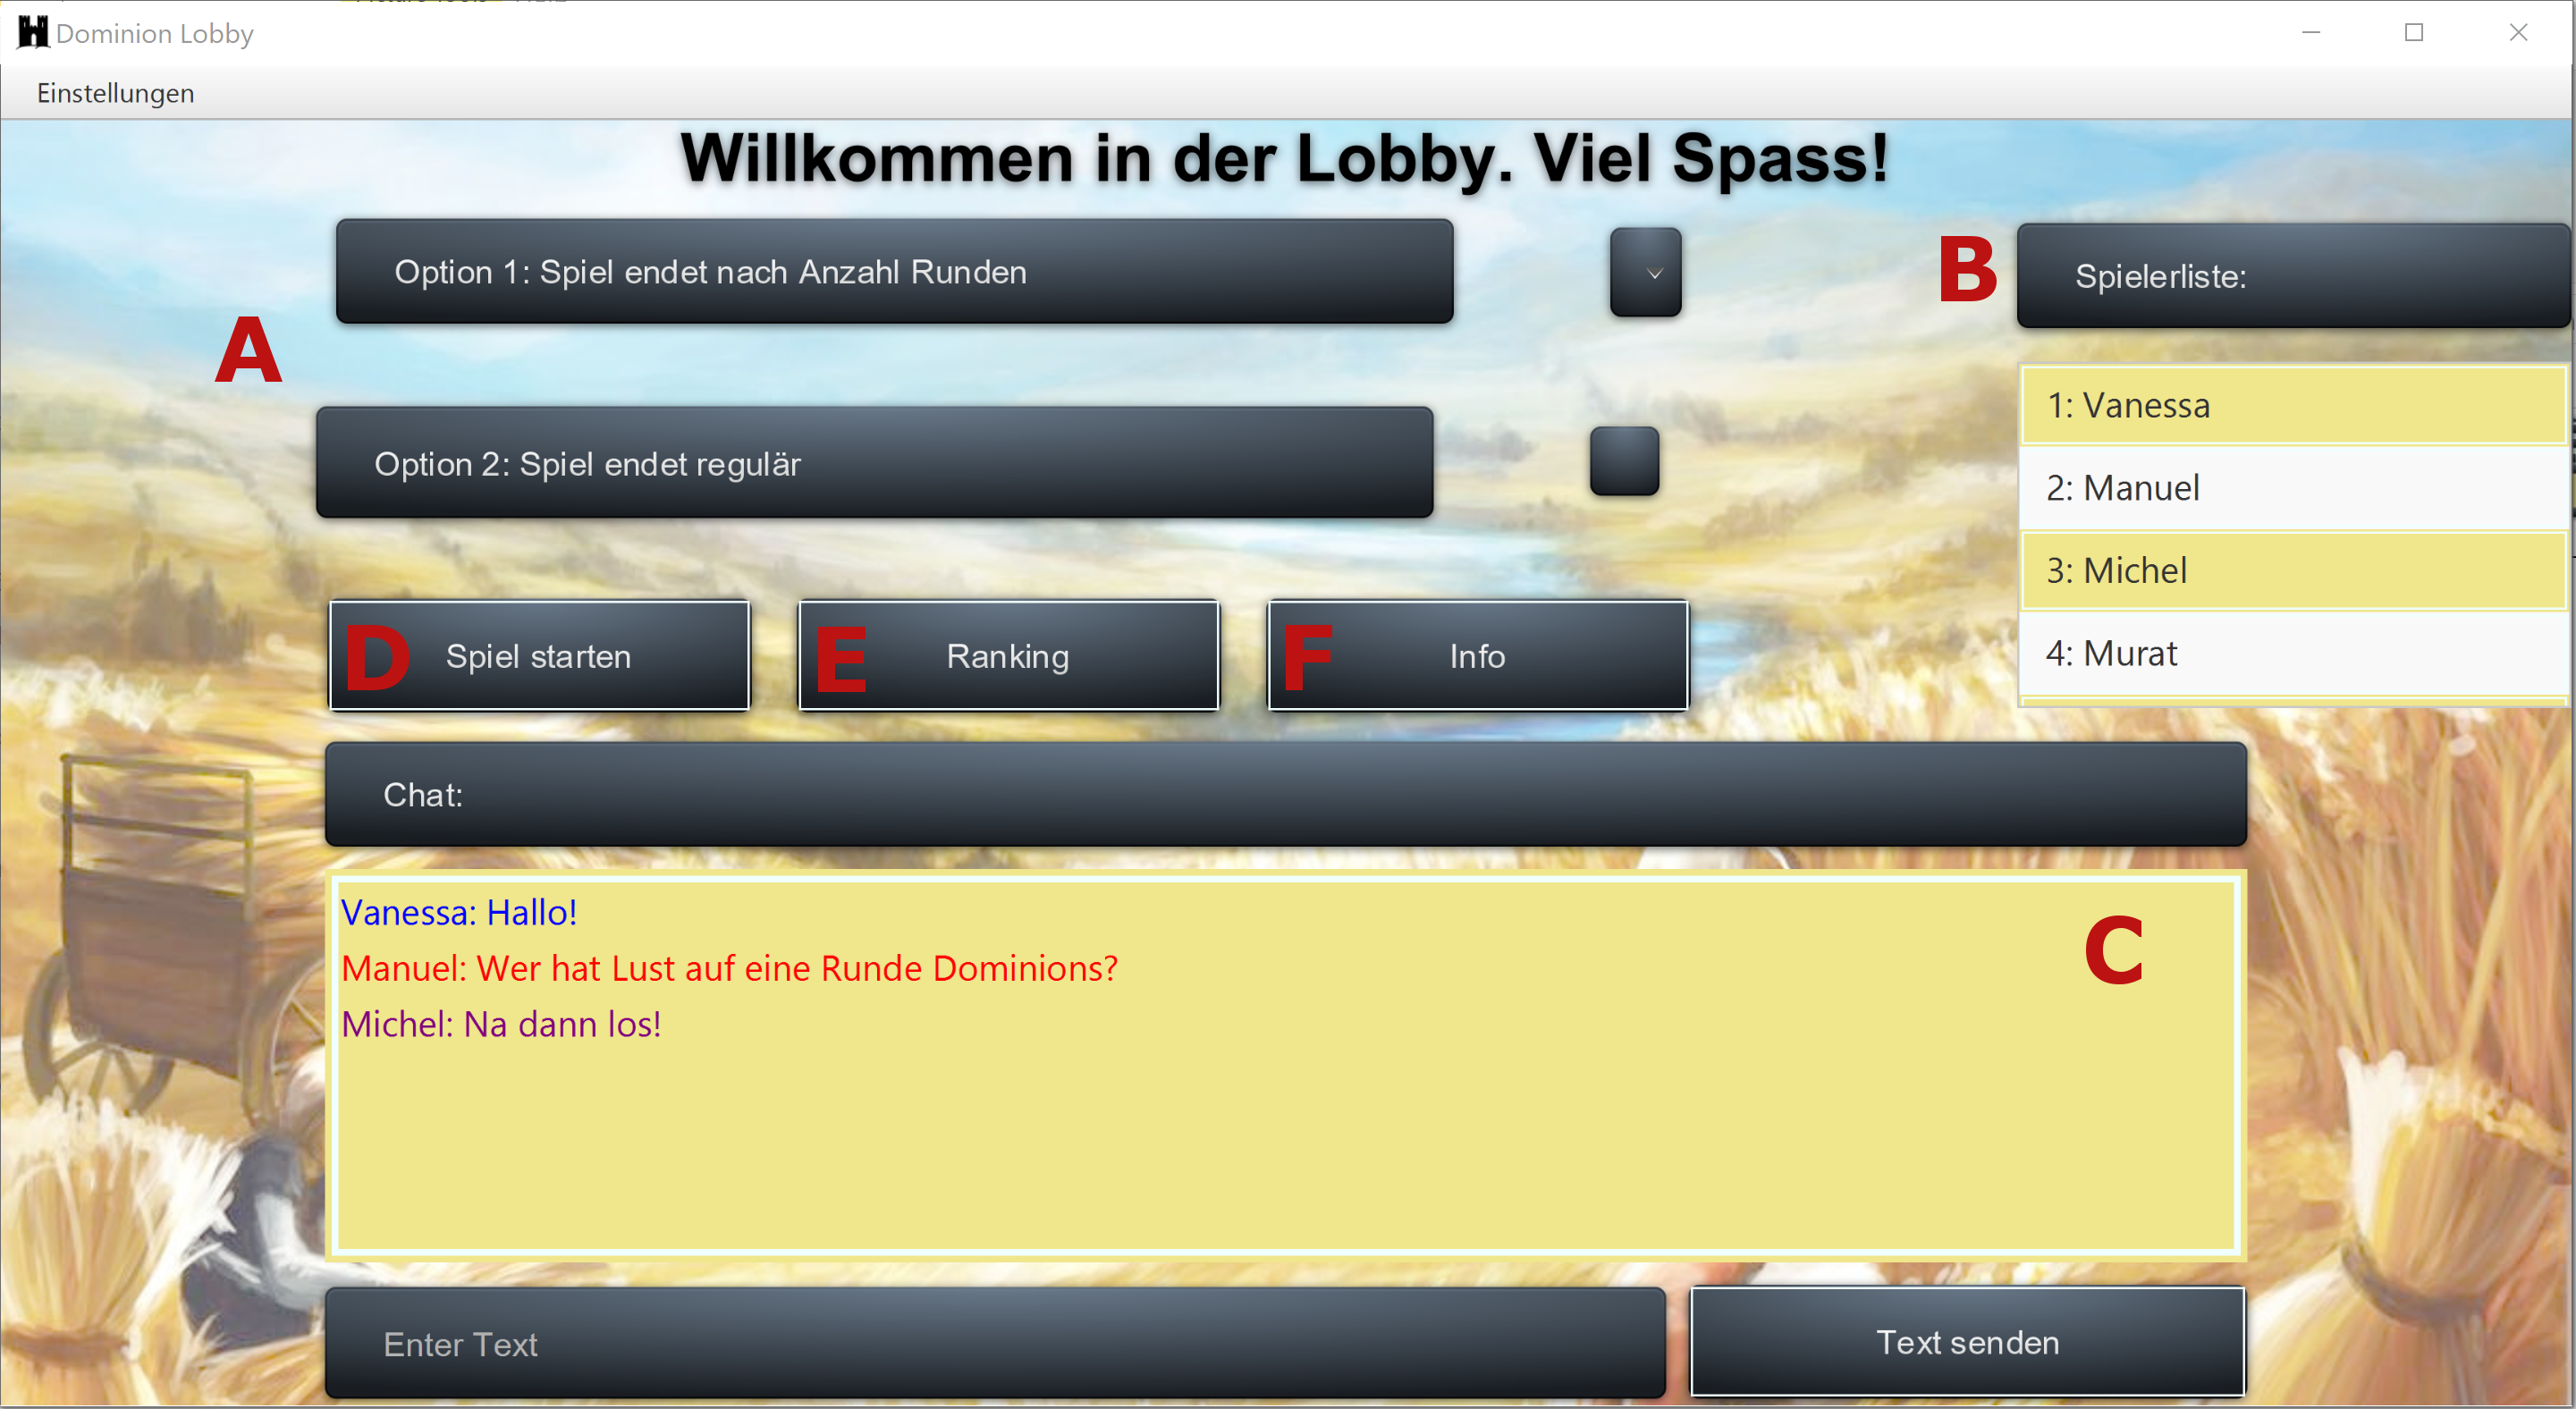 Dominion Lobby
Einstellungen
Willkommen in der Lobby. Viel Spass!
Option 1: Spiel endet nach Anzahl Runden
B
Spielerliste:
A
Option 2: Spiel endet regulär
1: Vanessa
2: Manuel
3: Michel
4: Murat
D Spiel starten
E Ranking
F Info
Chat:
Vanessa: Hallo!
Manuel: Wer hat Lust auf eine Runde Dominions?
Michel: Na dann los!
C
Enter Text
Text senden